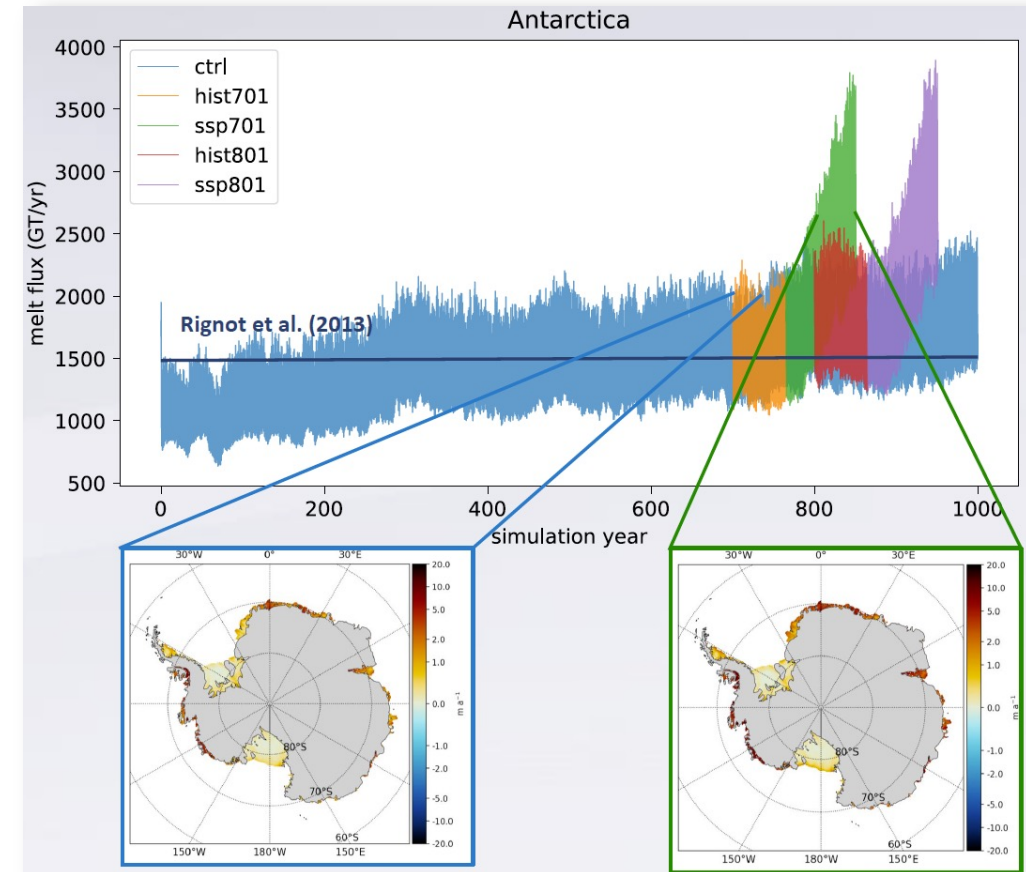 Antarctica
4000
3500
3000
2500
2000
1500
1000
500
melt flux (GT/yr)
ctrl
hist701
ssp701
hist801
ssp801
Rignot et al. (2013)
0 200 400 600 800 1000
simulation year
30°W 0° 30°E
20.0
10.0
5.0
2.0
1.0
0.0
-1.0
-2.0
-5.0
-10.0
-20.0
m a⁻¹
80°S
70°S
60°S
150°W 180°W 150°E
30°W 0° 30°E
20.0
10.0
5.0
2.0
1.0
0.0
-1.0
-2.0
-5.0
-10.0
-20.0
m a⁻¹
80°S
70°S
60°S
150°W 180°W 150°E